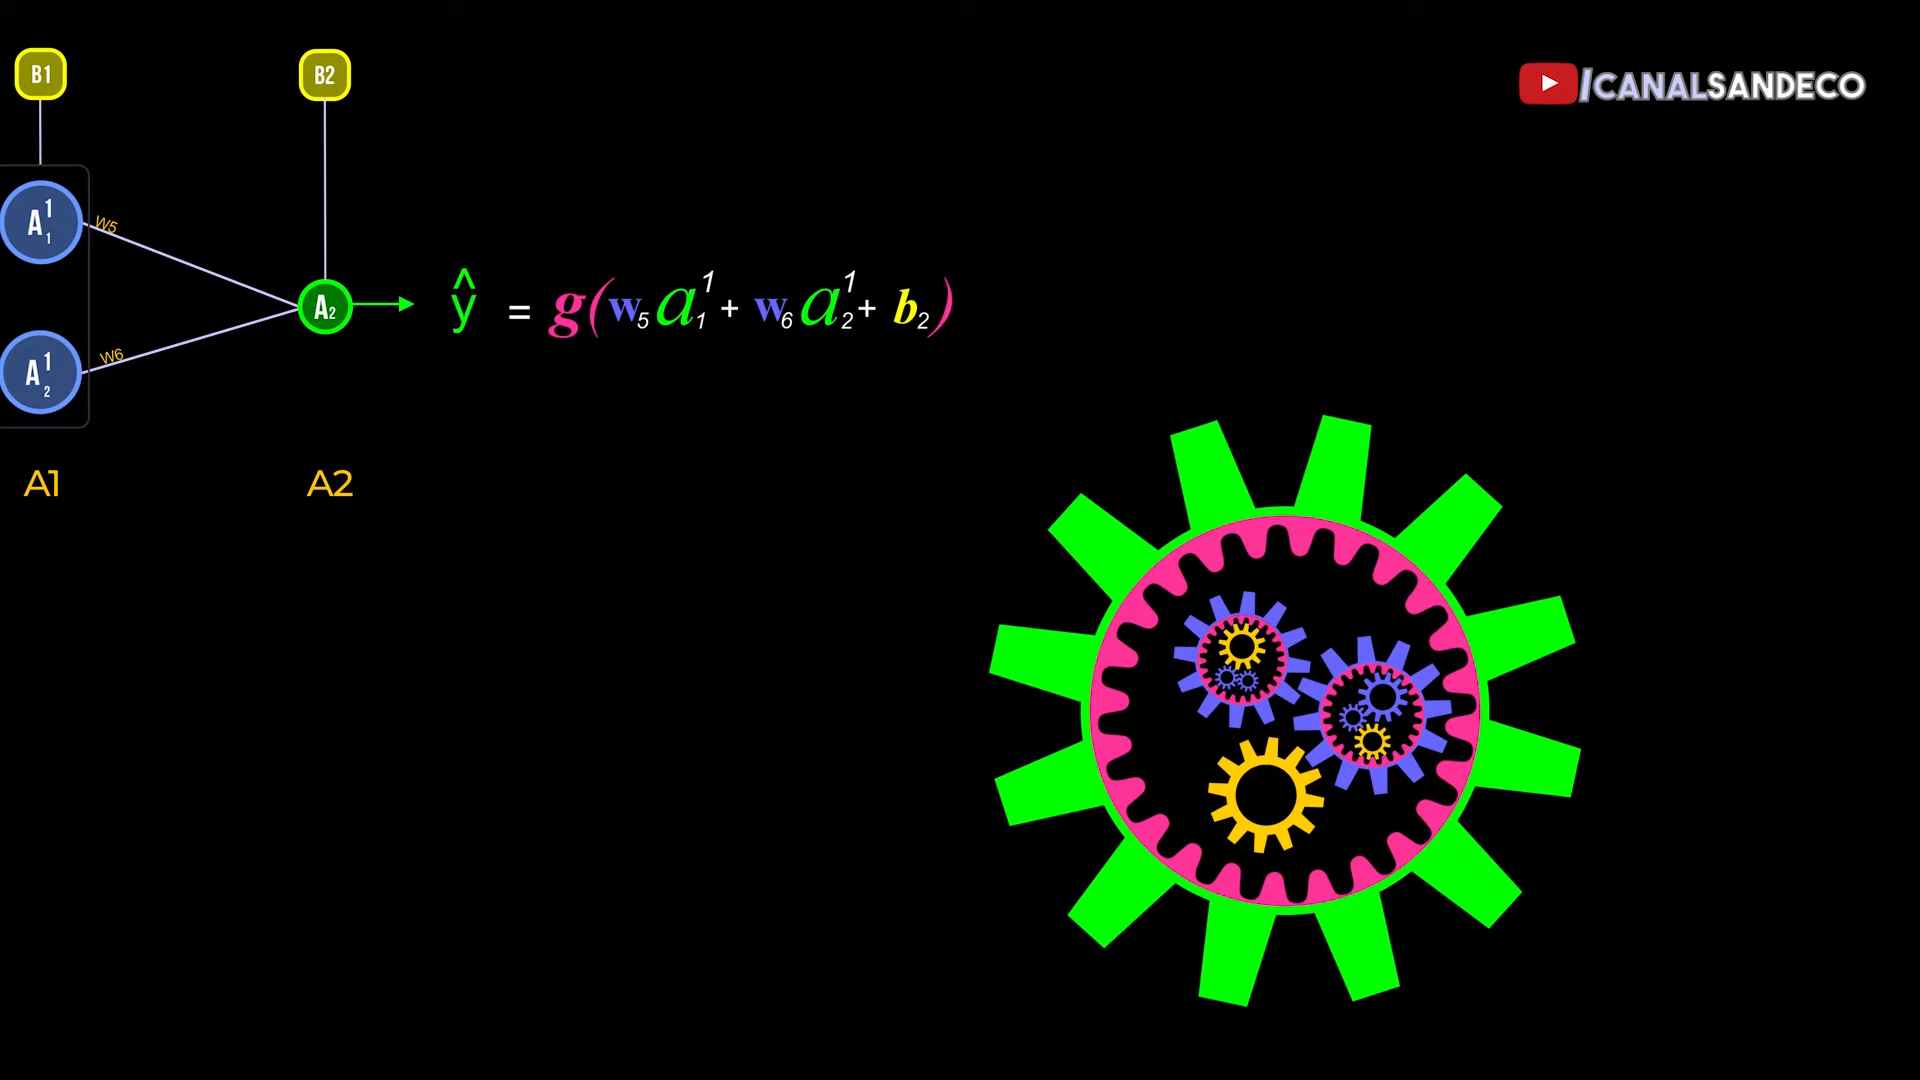 B1
B2
/CANALSANDECO
A¹₁
W5
A₂
ŷ = g(w₅a¹₁ + w₆a¹₂ + b₂)
W6
A¹₂
A1
A2